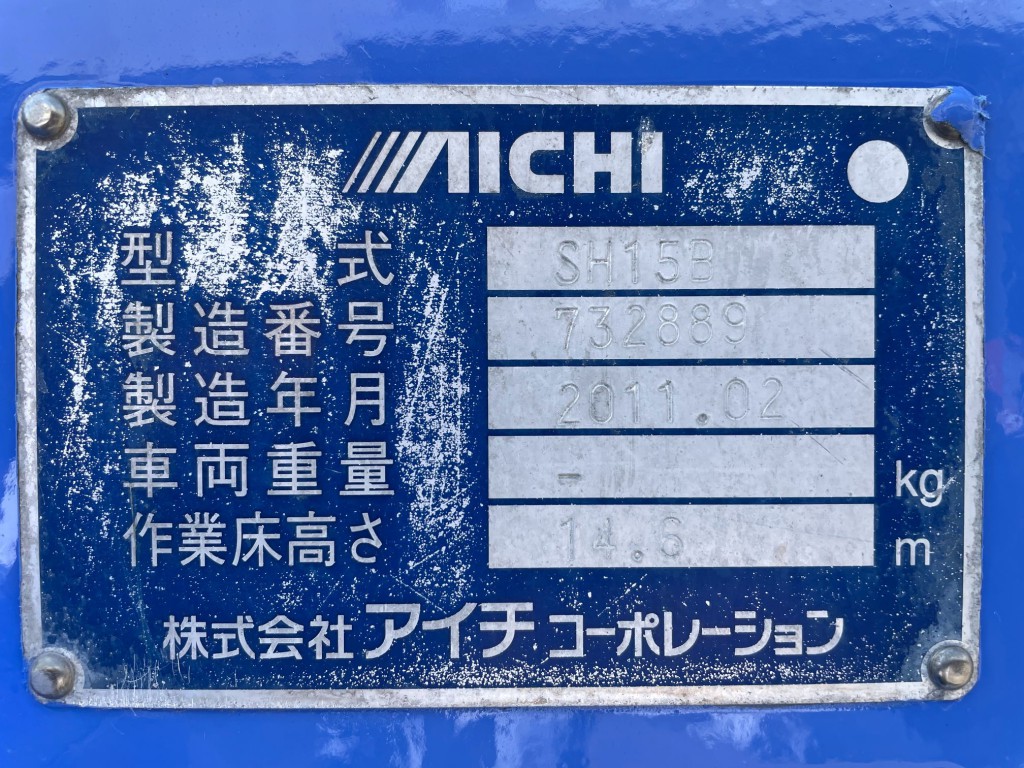 AICHI
型式 SH15B
製造番号 732889
製造年月 2011.02
車両重量 - kg
作業床高さ 14.6 m
株式会社アイチコーポレーション